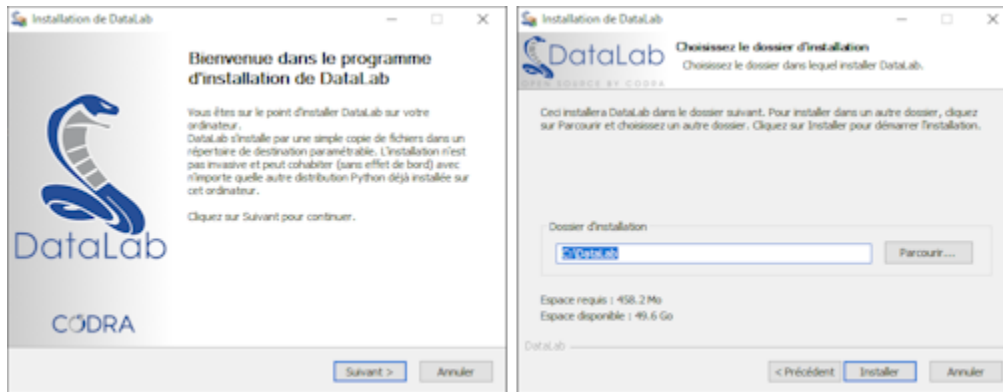 Installation de DataLab
Bienvenue dans le programme
d'installation de DataLab
Vous êtes sur le point d'installer DataLab sur votre
ordinateur.
DataLab s'installe par une simple copie de fichiers dans un
répertoire de destination paramétrable. L'installation n'est
pas invasive et peut cohabiter (sans effet de bord) avec
n'importe quelle autre distribution Python déjà installée sur
cet ordinateur.
Cliquez sur Suivant pour continuer.
DataLab
CODRA
Suivant >
Annuler
Installation de DataLab
DataLab
OPEN SOURCE BY CODRA
Choisissez le dossier d'installation
Choisissez le dossier dans lequel installer DataLab.
Ceci installera DataLab dans le dossier suivant. Pour installer dans un autre dossier, cliquez
sur Parcourir et choisissez un autre dossier. Cliquez sur Installer pour démarrer l'installation.
Dossier d'installation
C:\DataLab
Parcourir...
Espace requis : 458.2 Mo
Espace disponible : 49.6 Go
DataLab
< Précédent
Installer
Annuler